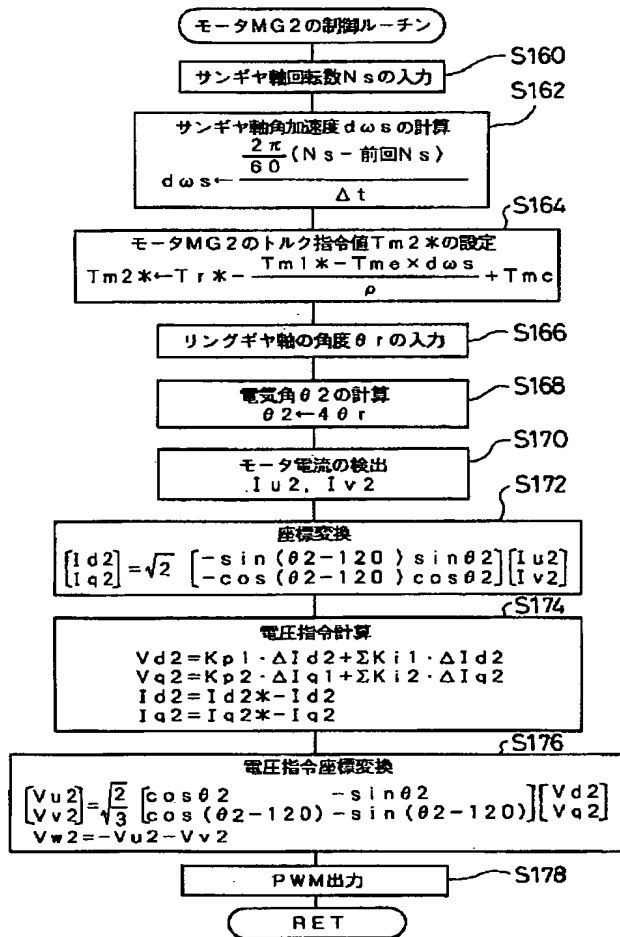 モータMG2の制御ルーチン
S160
サンギヤ軸回転数Nsの入力
S162
サンギヤ軸角加速度dωsの計算
dωs←2π/60(Ns-前回Ns)/Δt
S164
モータMG2のトルク指令値Tm2*の設定
Tm2*←Tr*-Tm1*-Tme×dωs/ρ+Tmc
S166
リングギヤ軸の角度θrの入力
S168
電気角θ2の計算
θ2←4θr
S170
モータ電流の検出
Iu2, Iv2
S172
座標変換
[Id2] [-sin(θ2-120)sinθ2][Iu2]
[Iq2]=√2 [-cos(θ2-120)cosθ2][Iv2]
S174
電圧指令計算
Vd2=Kp1・ΔId2+ΣKi1・ΔId2
Vq2=Kp2・ΔIq1+ΣKi2・ΔIq2
Id2=Id2*-Id2
Iq2=Iq2*-Iq2
S176
電圧指令座標変換
[Vu2] [cosθ2 -sinθ2][Vd2]
[Vv2]=√2/3 [cos(θ2-120)-sin(θ2-120)][Vq2]
Vw2=-Vu2-Vv2
S178
PWM出力
RET